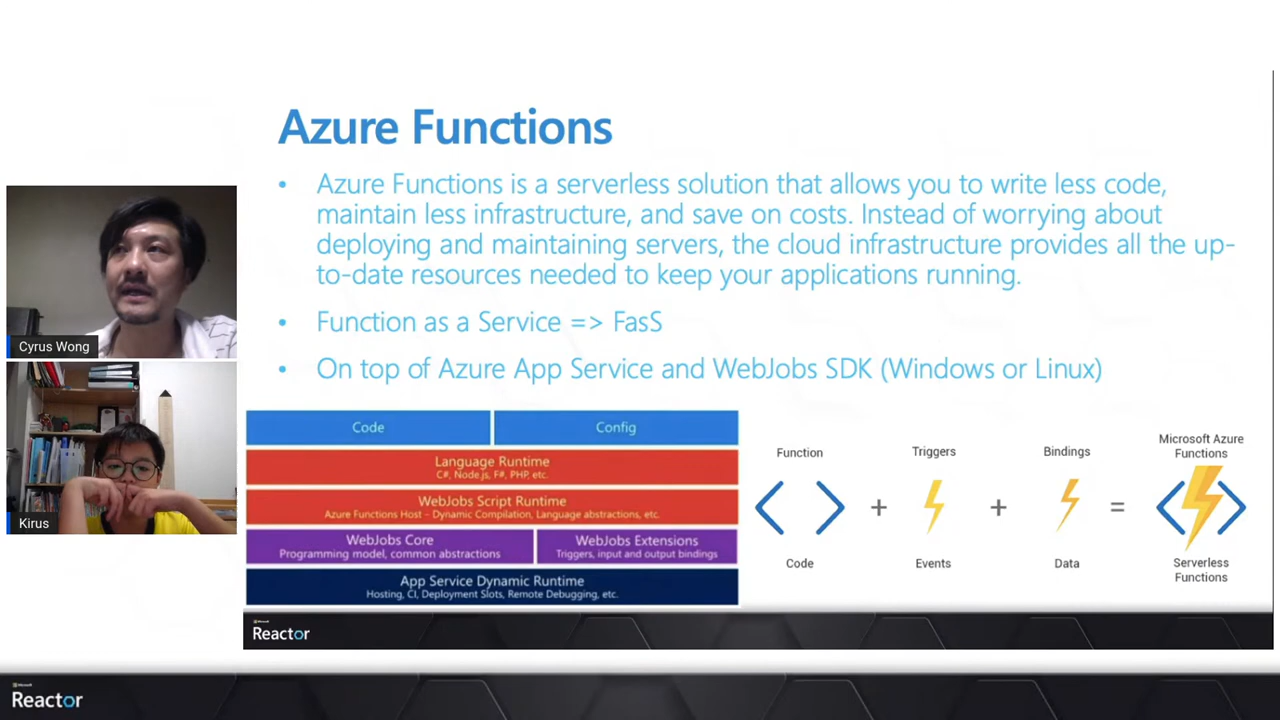 Azure Functions
• Azure Functions is a serverless solution that allows you to write less code,
maintain less infrastructure, and save on costs. Instead of worrying about
deploying and maintaining servers, the cloud infrastructure provides all the up-
to-date resources needed to keep your applications running.
• Function as a Service => FasS
• On top of Azure App Service and WebJobs SDK (Windows or Linux)
Cyrus Wong
Kirus
Code
Config
Language Runtime
C#, Node.js, F#, PHP, etc.
WebJobs Script Runtime
Azure Functions Host – Dynamic Compilation, Language abstractions, etc.
WebJobs Core
Programming model, common abstractions
WebJobs Extensions
Triggers, input and output bindings
App Service Dynamic Runtime
Hosting, CI, Deployment Slots, Remote Debugging, etc.
Function
Triggers
Bindings
Microsoft Azure
Functions
+
+
=
Code
Events
Data
Serverless
Functions
Microsoft
Reactor
Microsoft
Reactor